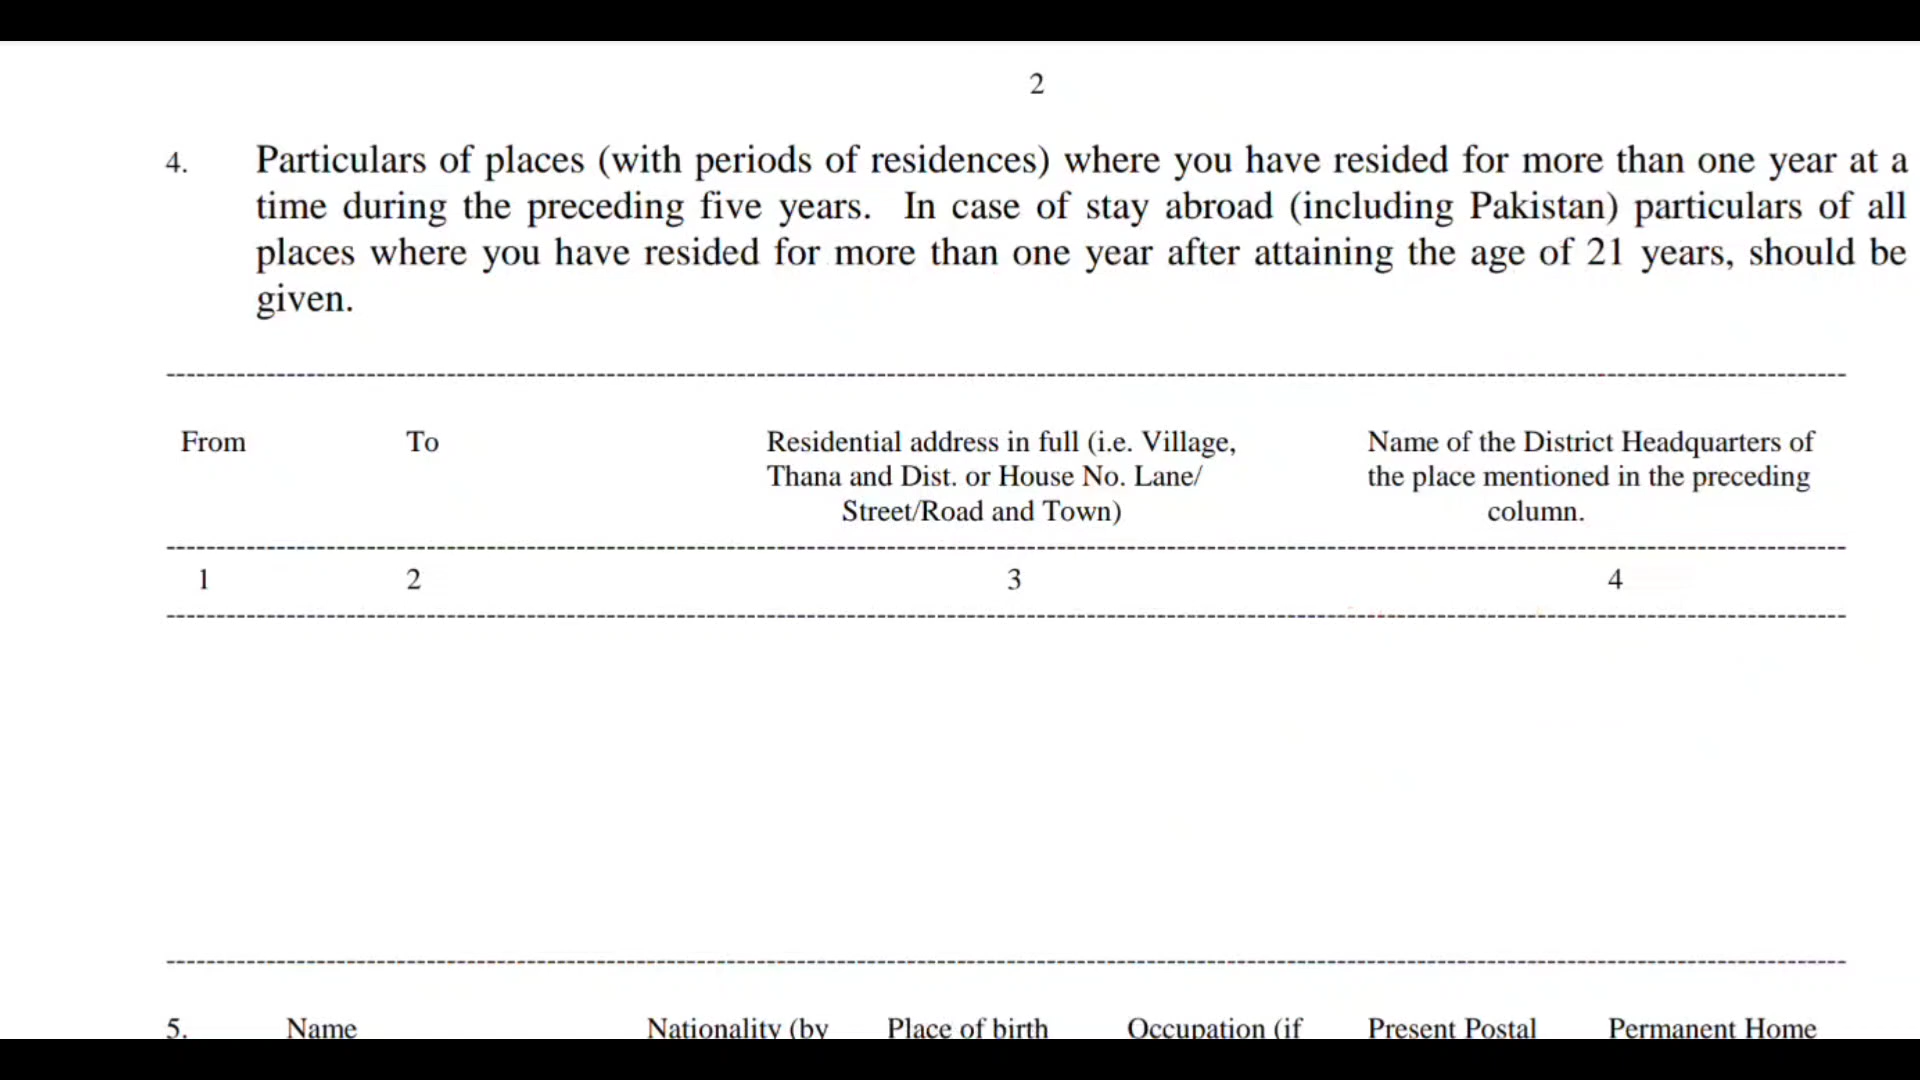 2
4. Particulars of places (with periods of residences) where you have resided for more than one year at a
time during the preceding five years. In case of stay abroad (including Pakistan) particulars of all
places where you have resided for more than one year after attaining the age of 21 years, should be
given.
--------------------------------------------------------------------------------
From To Residential address in full (i.e. Village, Name of the District Headquarters of
Thana and Dist. or House No. Lane/ the place mentioned in the preceding
Street/Road and Town) column.
--------------------------------------------------------------------------------
1 2 3 4
--------------------------------------------------------------------------------
--------------------------------------------------------------------------------
5. Name Nationality (by Place of birth Occupation (if Present Postal Permanent Home